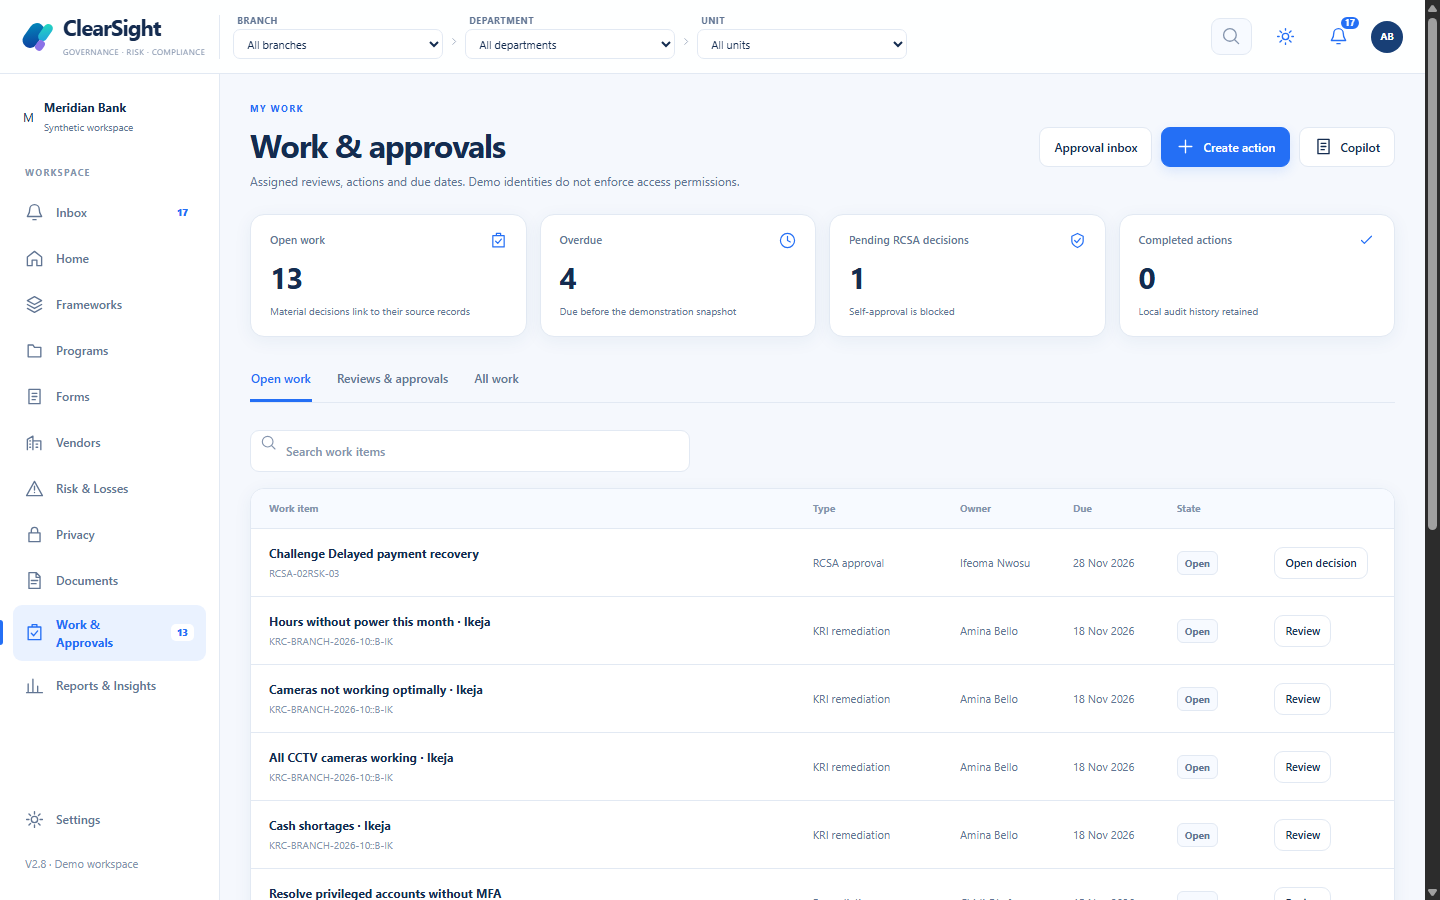 ClearSight
GOVERNANCE · RISK · COMPLIANCE
BRANCH
All branches
DEPARTMENT
All departments
UNIT
All units
17
AB
M
Meridian Bank
Synthetic workspace
WORKSPACE
Inbox 17
Home
Frameworks
Programs
Forms
Vendors
Risk & Losses
Privacy
Documents
Work & Approvals 13
Reports & Insights
Settings
V2.8 · Demo workspace
MY WORK
Work & approvals
Assigned reviews, actions and due dates. Demo identities do not enforce access permissions.
Approval inbox
Create action
Copilot
Open work
13
Material decisions link to their source records
Overdue
4
Due before the demonstration snapshot
Pending RCSA decisions
1
Self-approval is blocked
Completed actions
0
Local audit history retained
Open work Reviews & approvals All work
Search work items
Work item Type Owner Due State
Challenge Delayed payment recovery
RCSA-02RSK-03
RCSA approval Ifeoma Nwosu 28 Nov 2026 Open Open decision
Hours without power this month · Ikeja
KRC-BRANCH-2026-10::B-IK
KRI remediation Amina Bello 18 Nov 2026 Open Review
Cameras not working optimally · Ikeja
KRC-BRANCH-2026-10::B-IK
KRI remediation Amina Bello 18 Nov 2026 Open Review
All CCTV cameras working · Ikeja
KRC-BRANCH-2026-10::B-IK
KRI remediation Amina Bello 18 Nov 2026 Open Review
Cash shortages · Ikeja
KRC-BRANCH-2026-10::B-IK
KRI remediation Amina Bello 18 Nov 2026 Open Review
Resolve privileged accounts without MFA